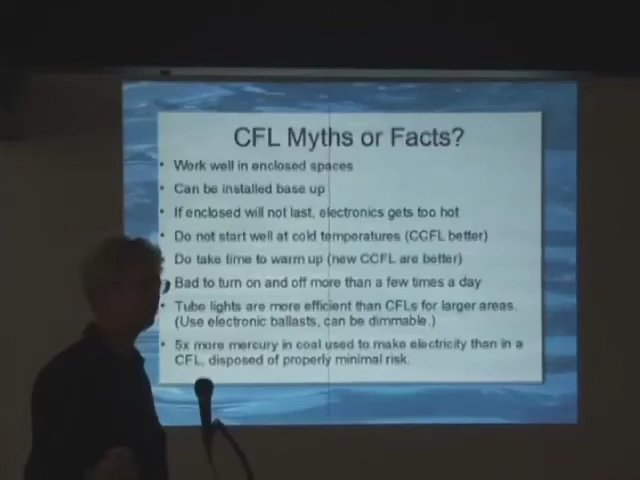 CFL Myths or Facts?
• Work well in enclosed spaces
• Can be installed base up
• If enclosed will not last, electronics gets too hot
• Do not start well at cold temperatures (CCFL better)
• Do take time to warm up (new CCFL are better)
• Bad to turn on and off more than a few times a day
• Tube lights are more efficient than CFLs for larger areas.
(Use electronic ballasts, can be dimmable.)
• 5x more mercury in coal used to make electricity than in a
CFL, disposed of properly minimal risk.